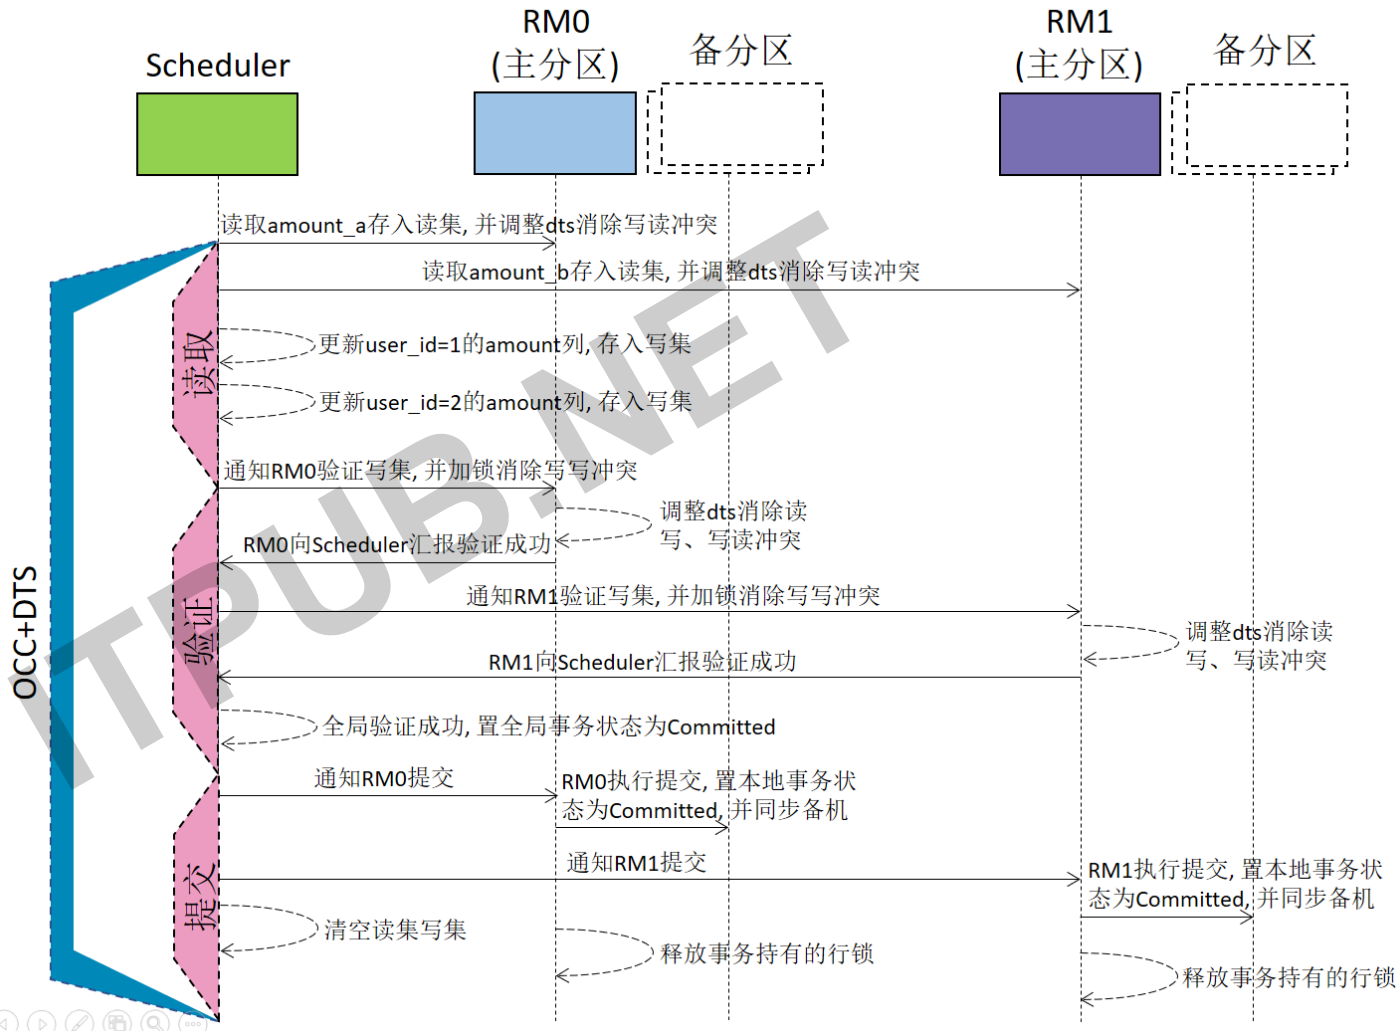 Scheduler
RM0
(主分区)
备分区
RM1
(主分区)
备分区
读取amount_a存入读集, 并调整dts消除写读冲突
读取amount_b存入读集, 并调整dts消除写读冲突
更新user_id=1的amount列, 存入写集
读取
更新user_id=2的amount列, 存入写集
通知RM0验证写集, 并加锁消除写写冲突
调整dts消除读
写、写读冲突
RM0向Scheduler汇报验证成功
OCC+DTS
通知RM1验证写集, 并加锁消除写写冲突
验证
调整dts消除读
写、写读冲突
RM1向Scheduler汇报验证成功
全局验证成功, 置全局事务状态为Committed
通知RM0提交
RM0执行提交, 置本地事务状
态为Committed, 并同步备机
通知RM1提交
RM1执行提交, 置本地事务状
态为Committed, 并同步备机
提交
清空读集写集
释放事务持有的行锁
释放事务持有的行锁
ITPUB.NET